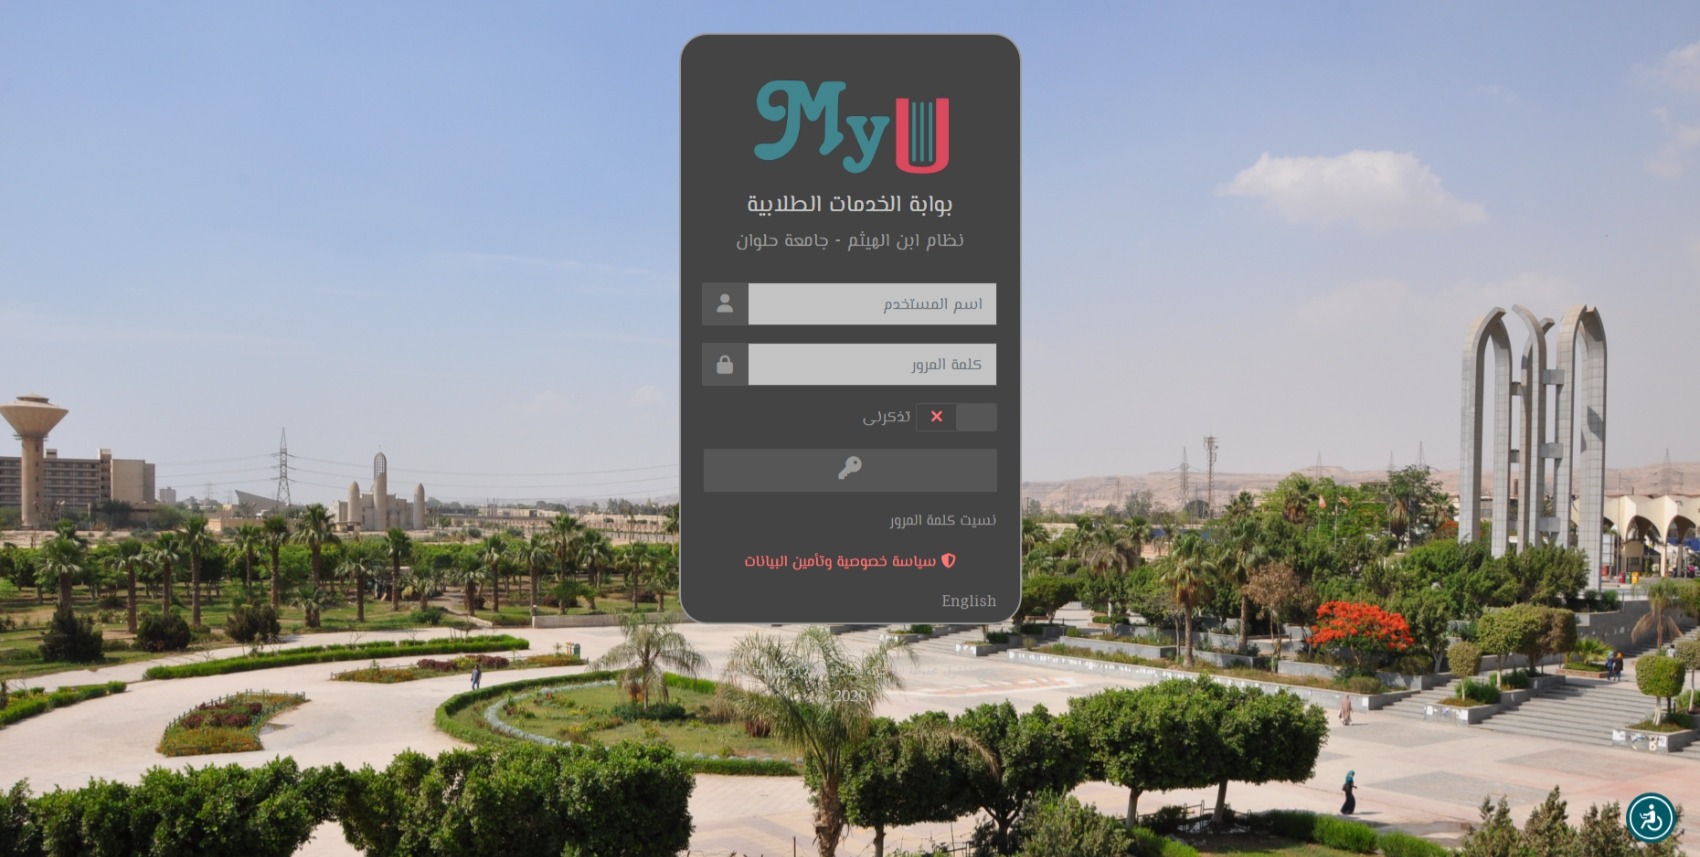 MyU
بوابة الخدمات الطلابية
نظام ابن الهيثم - جامعة حلوان
اسم المستخدم
كلمة المرور
تذكرنى
نسيت كلمة المرور
سياسة خصوصية وتأمين البيانات
English
2020